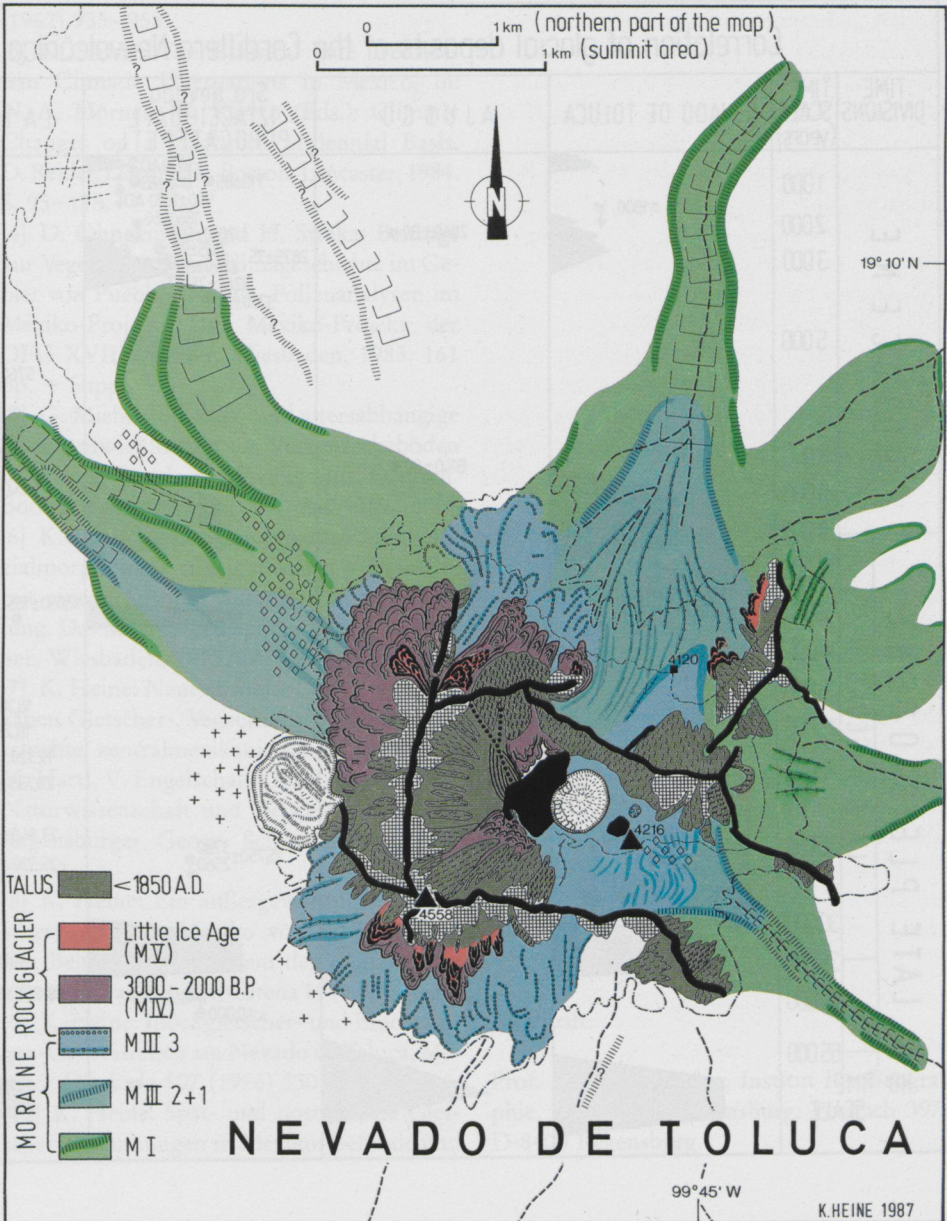 0 1 km (northern part of the map)
0 1 km (summit area)
N
19°10' N
4120
4216
4558
TALUS < 1850 A.D.
MORAINE ROCK GLACIER
Little Ice Age
(M V)
3000 - 2000 B.P.
(M IV)
M III 3
M III 2+1
M I
NEVADO DE TOLUCA
99°45' W
K.HEINE 1987